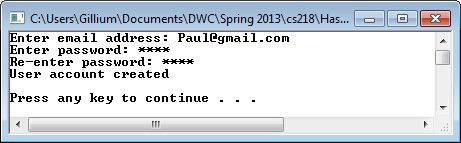 C:\Users\Gillium\Documents\DWC\Spring 2013\cs218\Has
Enter email address: Paul@gmail.com
Enter password: ****
Re-enter password: ****
User account created
Press any key to continue . . .